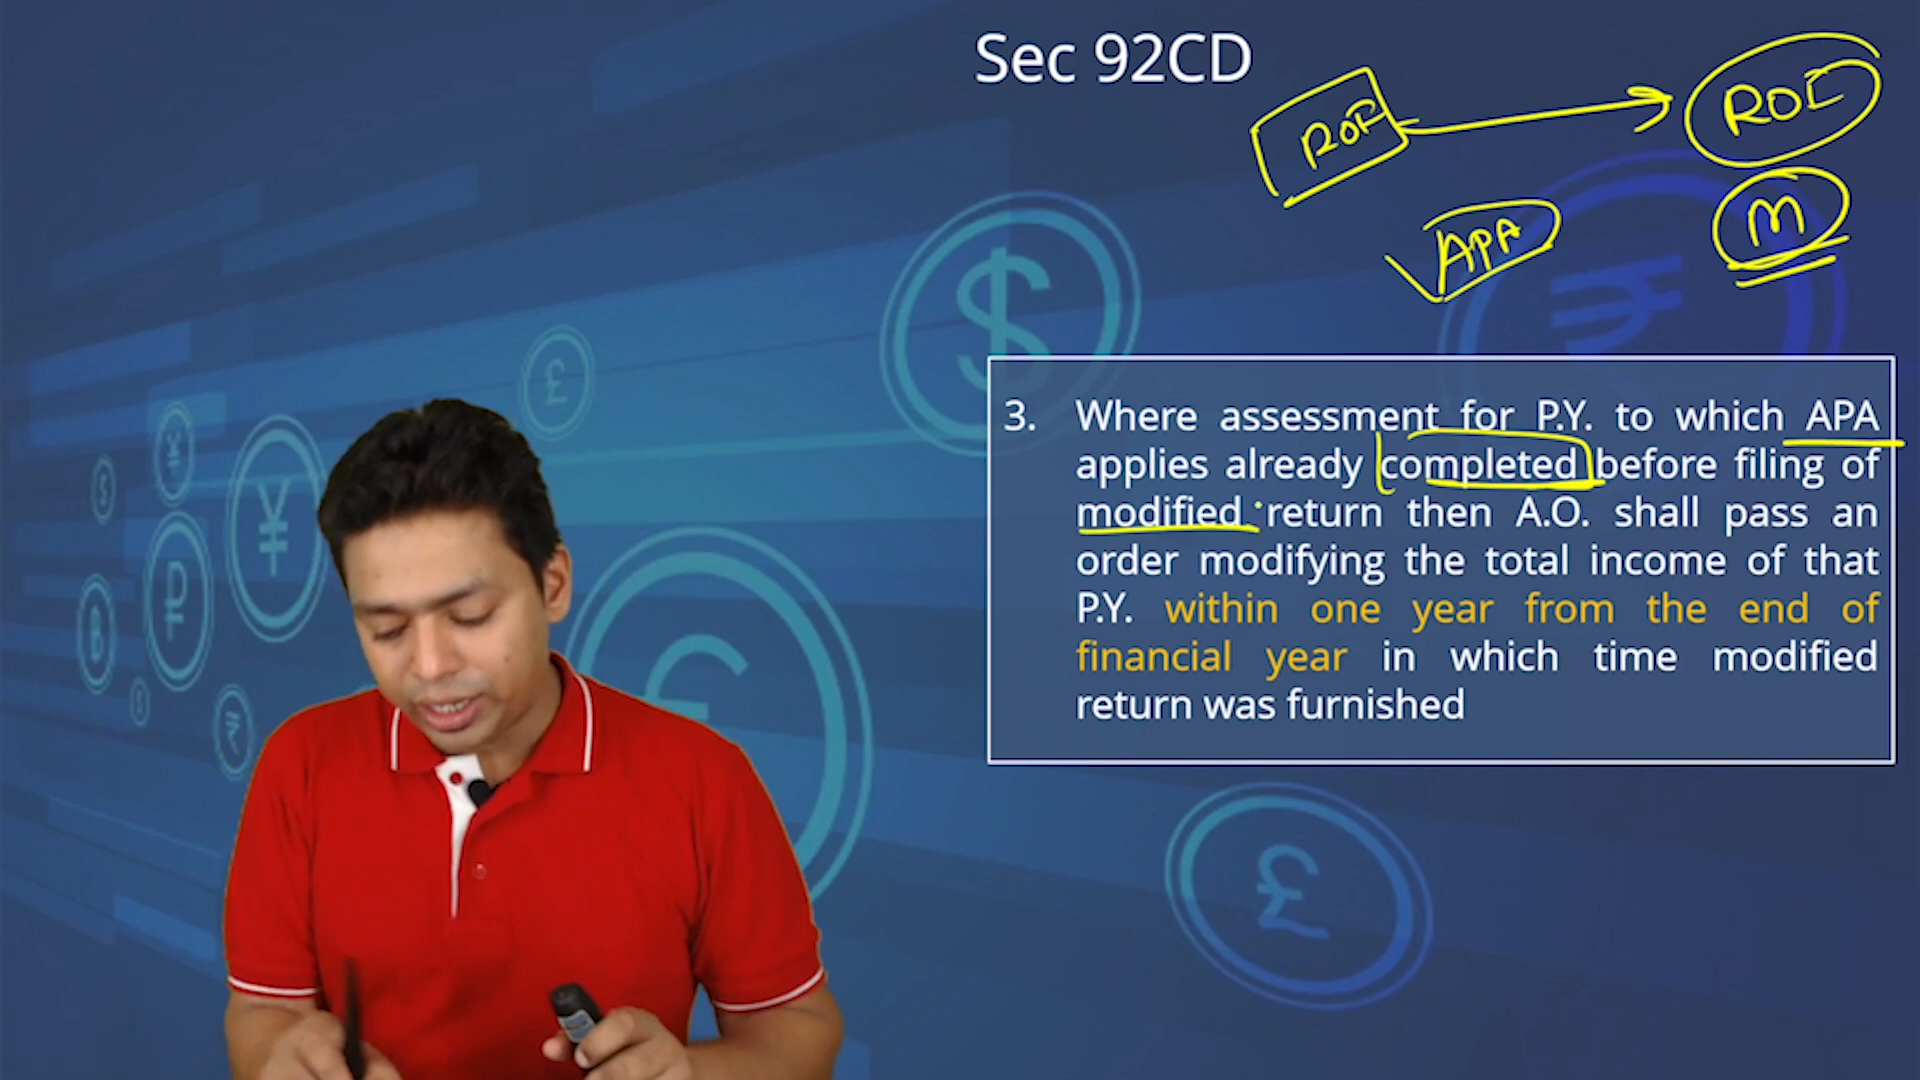 Sec 92CD
ROI
ROI
APA
M
3. Where assessment for P.Y. to which APA
applies already completed before filing of
modified return then A.O. shall pass an
order modifying the total income of that
P.Y. within one year from the end of
financial year in which time modified
return was furnished